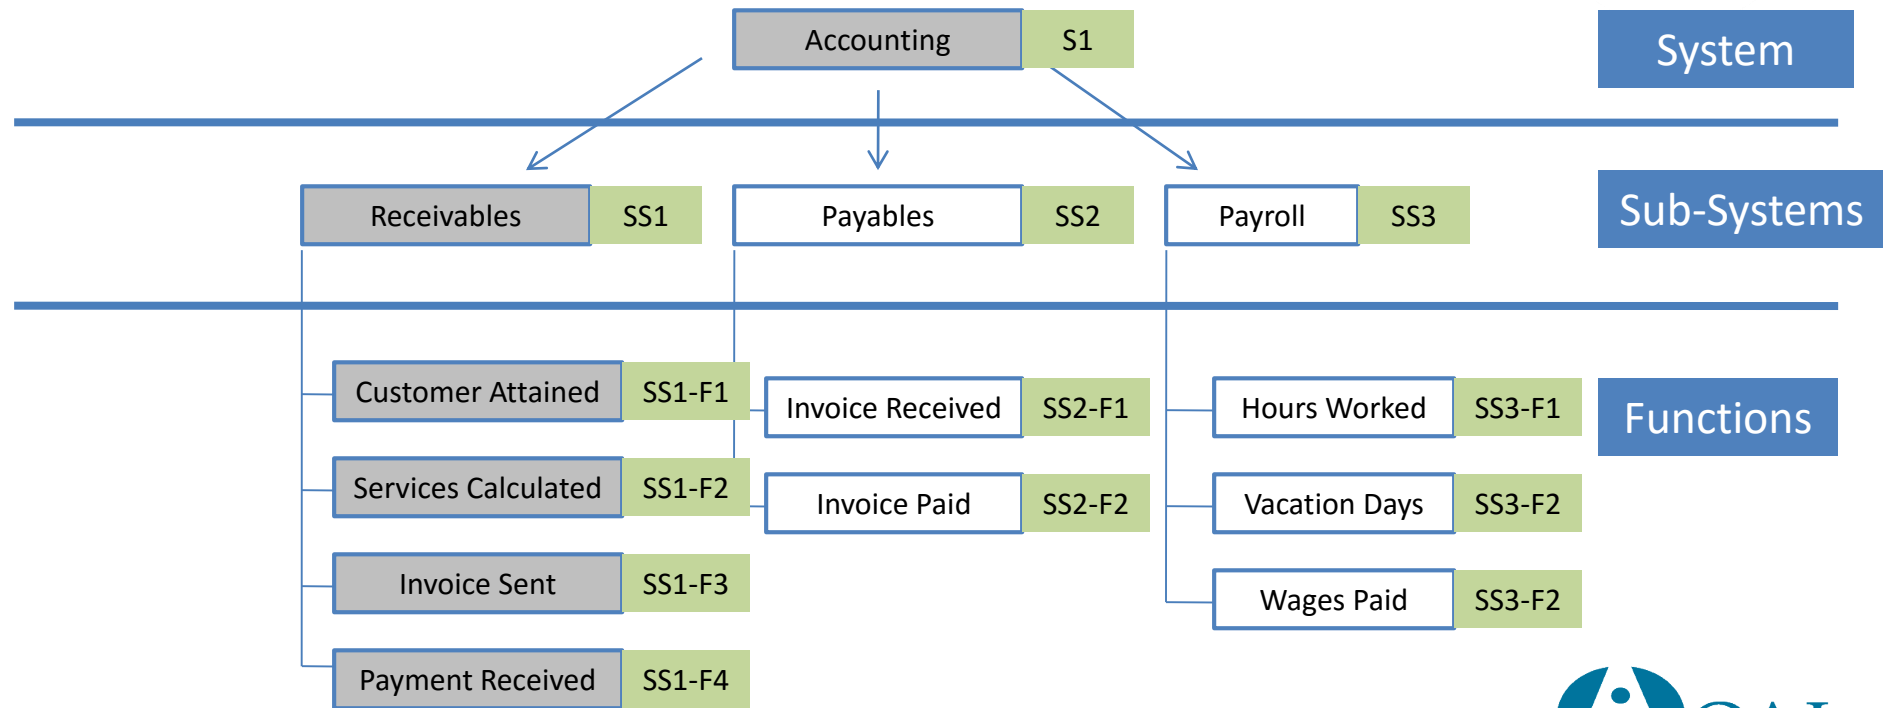 Accounting S1
System
Receivables SS1
Payables SS2
Payroll SS3
Sub-Systems
Customer Attained SS1-F1
Services Calculated SS1-F2
Invoice Sent SS1-F3
Payment Received SS1-F4
Invoice Received SS2-F1
Invoice Paid SS2-F2
Hours Worked SS3-F1
Vacation Days SS3-F2
Wages Paid SS3-F2
Functions